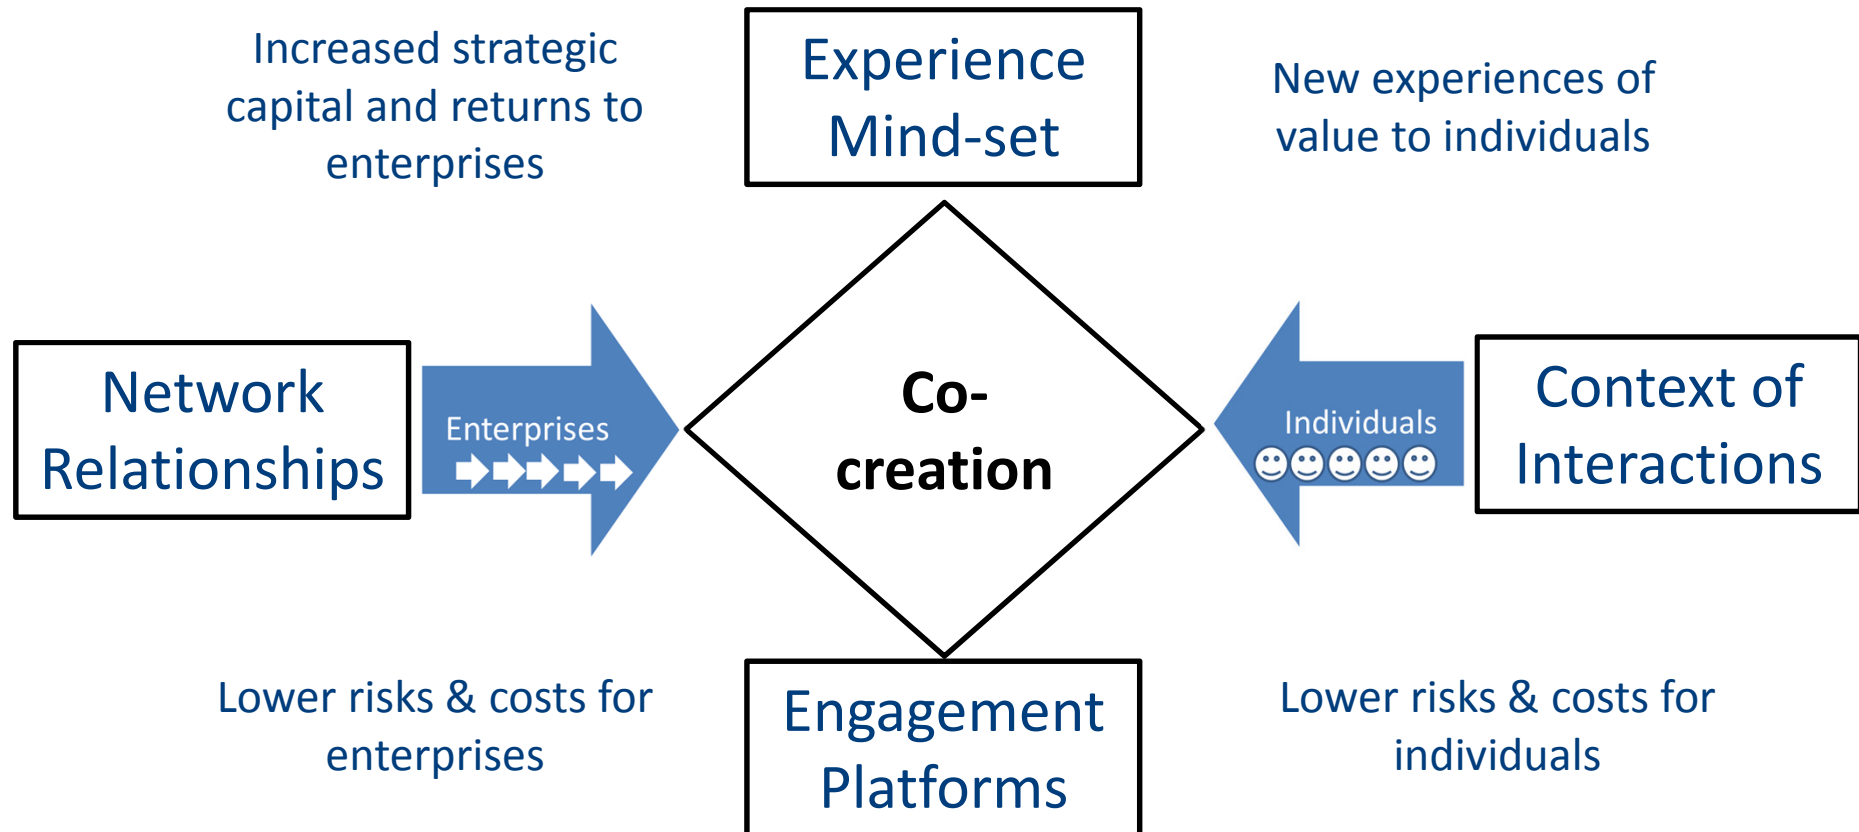 Increased strategic
capital and returns to
enterprises
Experience
Mind-set
New experiences of
value to individuals
Network
Relationships
Enterprises
Co-
creation
Individuals
Context of
Interactions
Lower risks & costs for
enterprises
Engagement
Platforms
Lower risks & costs for
individuals